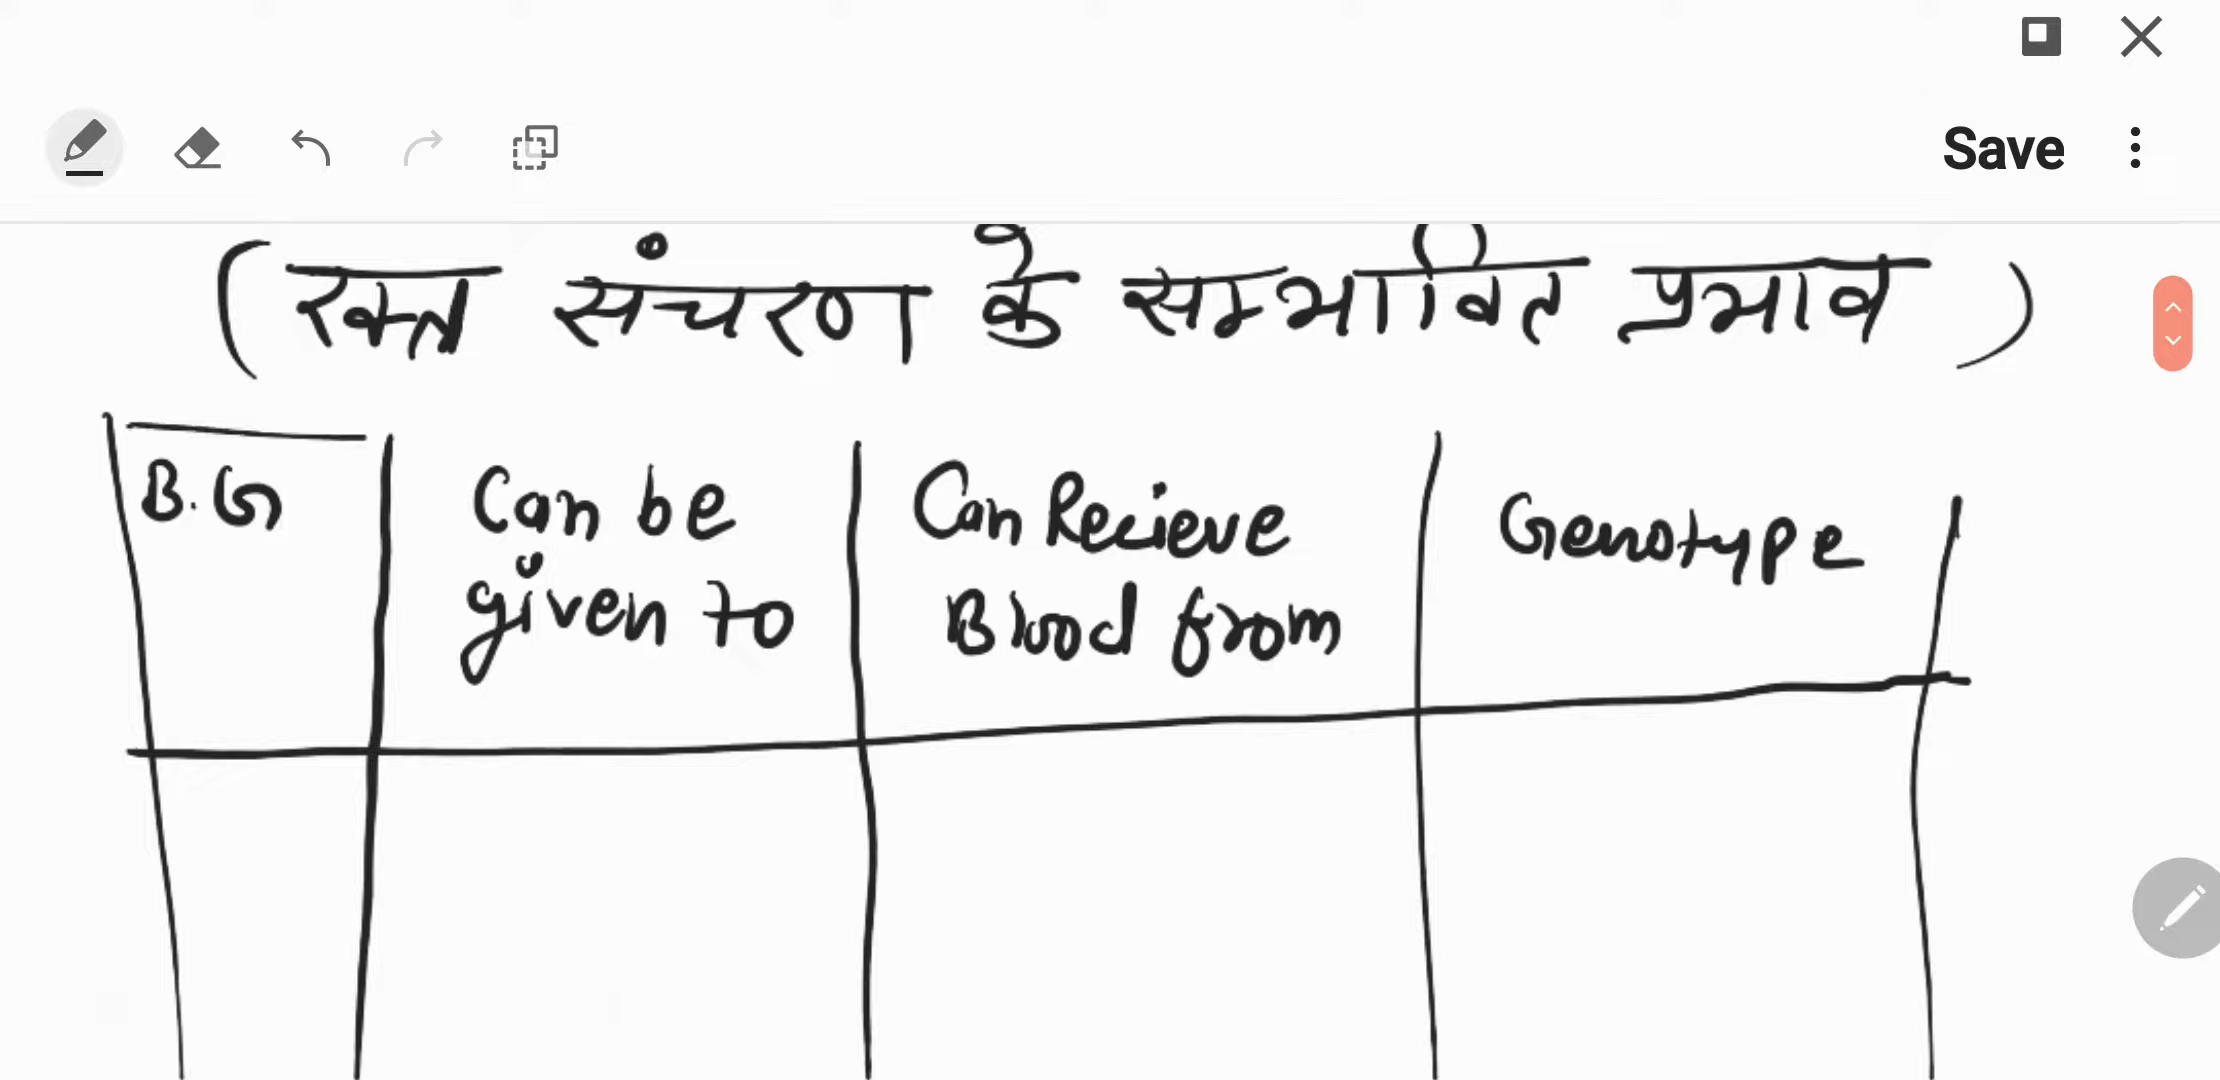 Save
(रक्त संचरण के सम्भावित प्रभाव)
B.G
Can be
given to
Can Recieve
Blood from
Genotype